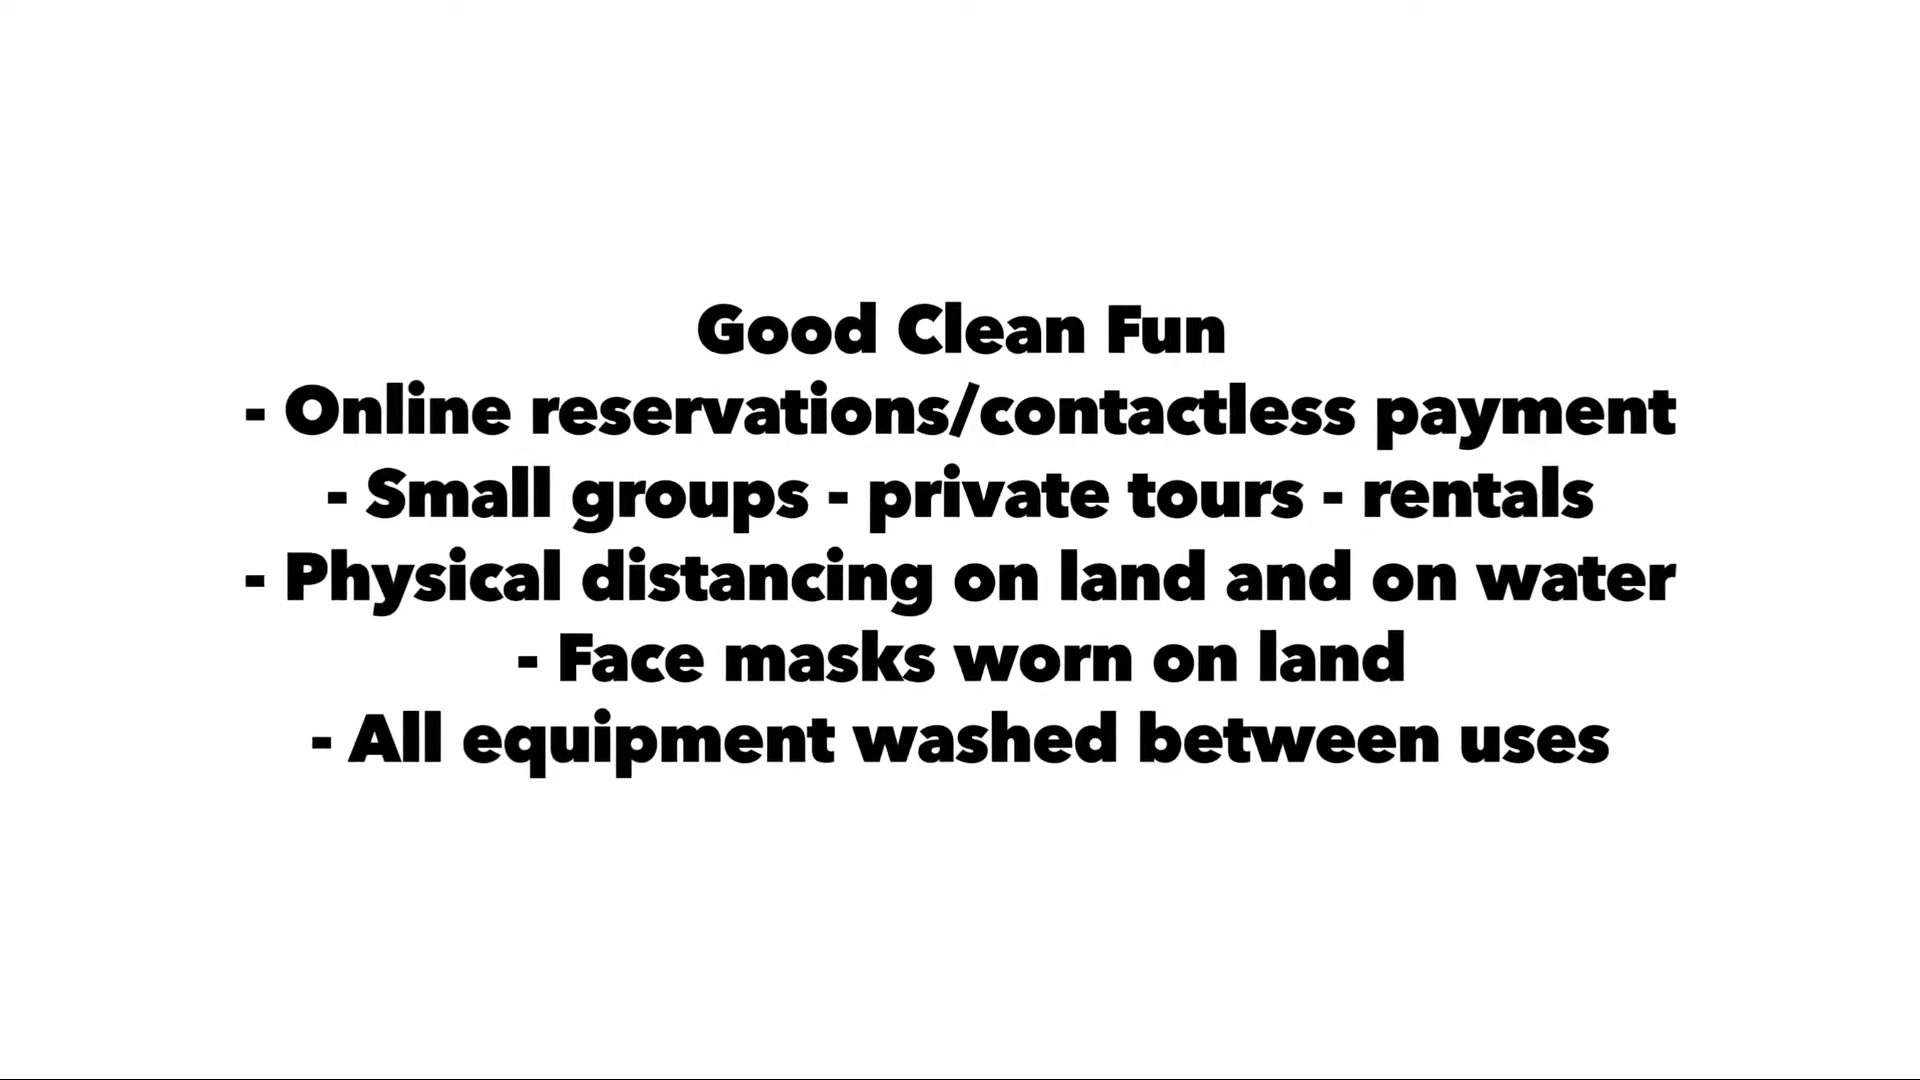 Good Clean Fun
- Online reservations/contactless payment
- Small groups - private tours - rentals
- Physical distancing on land and on water
- Face masks worn on land
- All equipment washed between uses